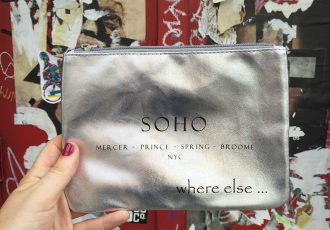 SOHO
MERCER - PRINCE - SPRING - BROOME
NYC
where else ...